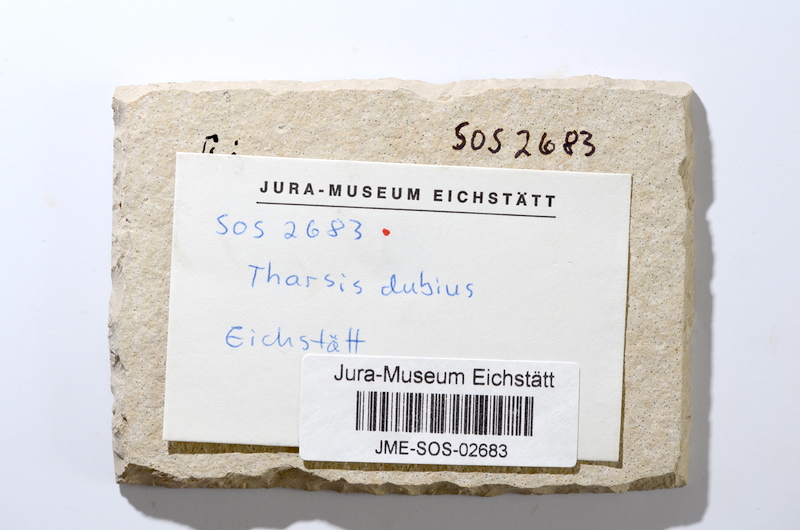 SOS 2683
JURA-MUSEUM EICHSTÄTT
SOS 2683
Tharsis dubius
Eichstätt
Jura-Museum Eichstätt
JME-SOS-02683